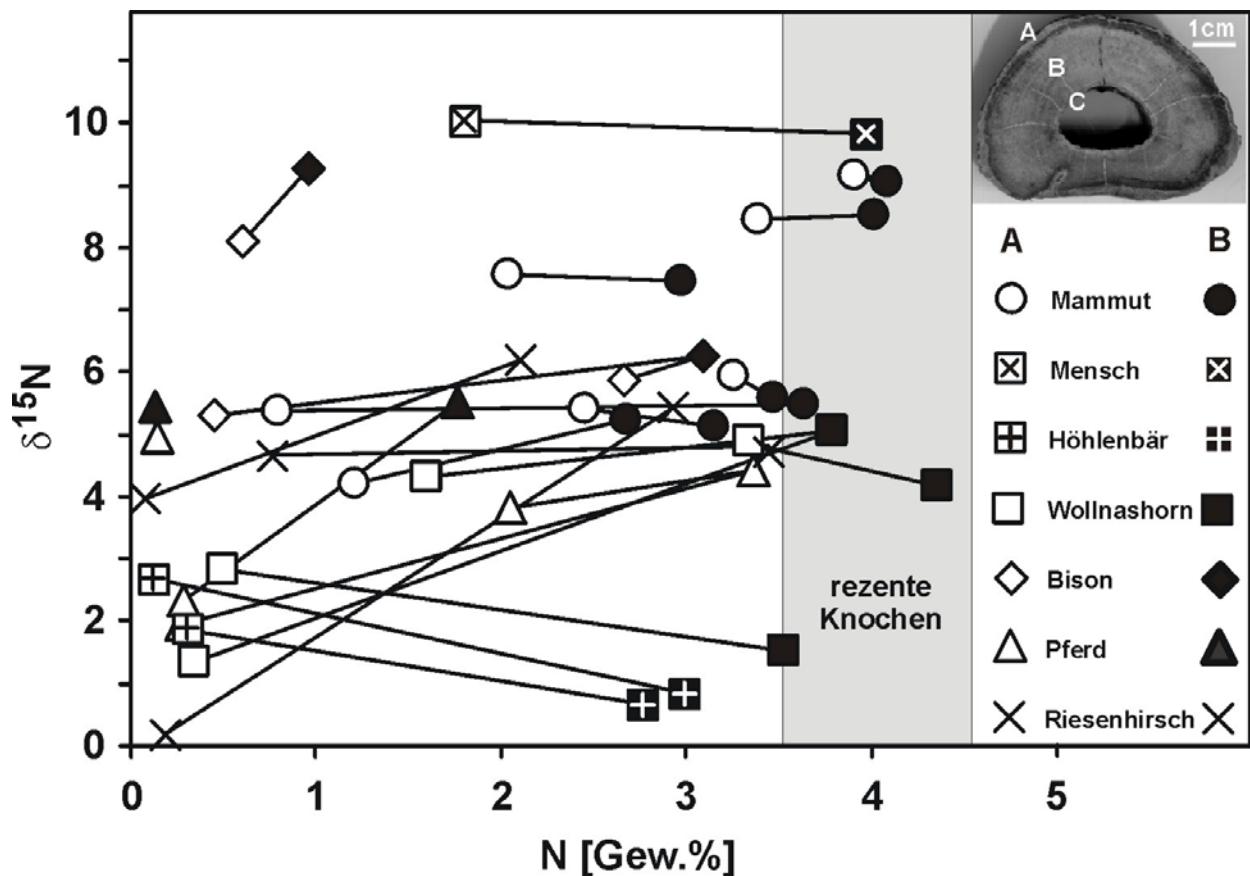 10
8
6
4
2
0
δ¹⁵N
0 1 2 3 4 5
N [Gew.%]
rezente
Knochen
A
B
C
1cm
A B
Mammut
Mensch
Höhlenbär
Wollnashorn
Bison
Pferd
Riesenhirsch